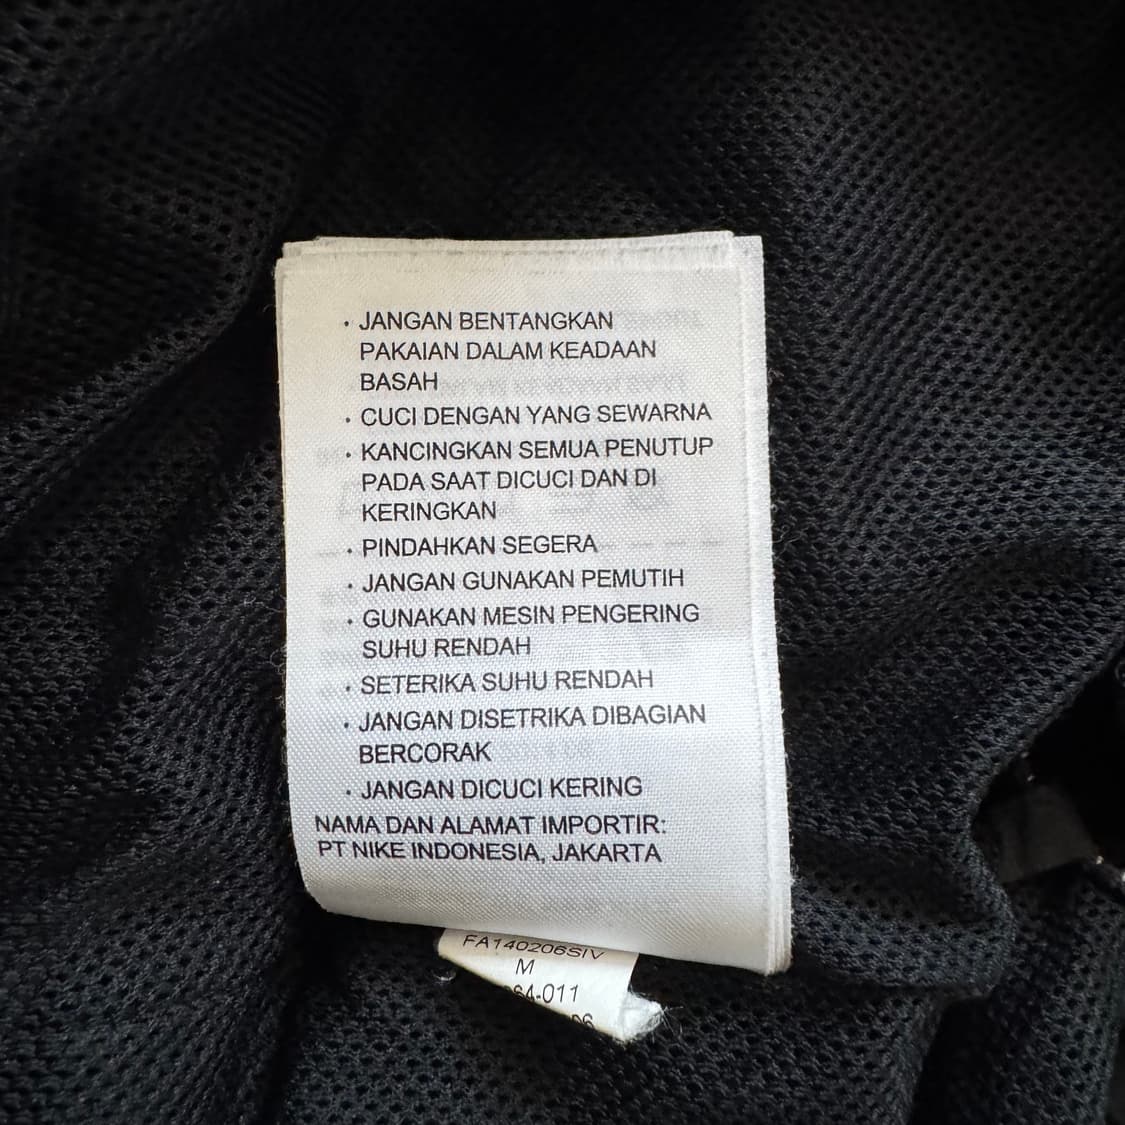 · JANGAN BENTANGKAN
PAKAIAN DALAM KEADAAN
BASAH
· CUCI DENGAN YANG SEWARNA
· KANCINGKAN SEMUA PENUTUP
PADA SAAT DICUCI DAN DI
KERINGKAN
· PINDAHKAN SEGERA
· JANGAN GUNAKAN PEMUTIH
· GUNAKAN MESIN PENGERING
SUHU RENDAH
· SETERIKA SUHU RENDAH
· JANGAN DISETRIKA DIBAGIAN
BERCORAK
· JANGAN DICUCI KERING
NAMA DAN ALAMAT IMPORTIR:
PT NIKE INDONESIA, JAKARTA
FA140206SIV
M
64-011